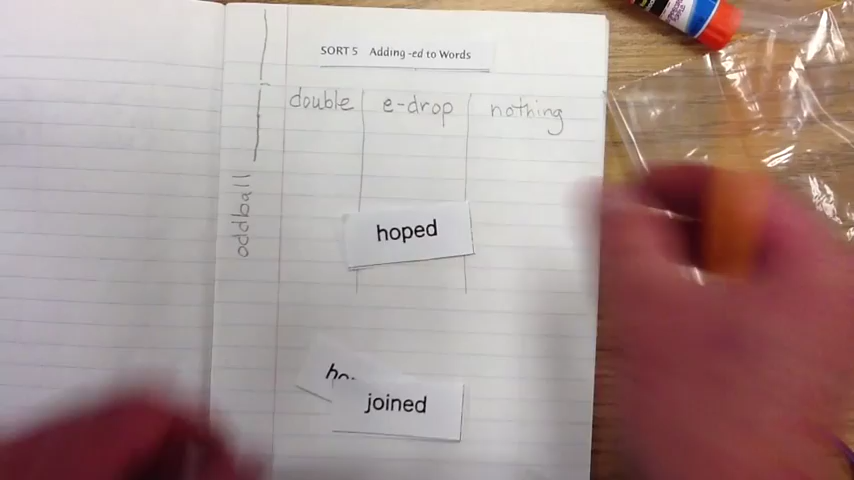 SORT 5 Adding -ed to Words
double e-drop nothing
oddball
hoped
joined